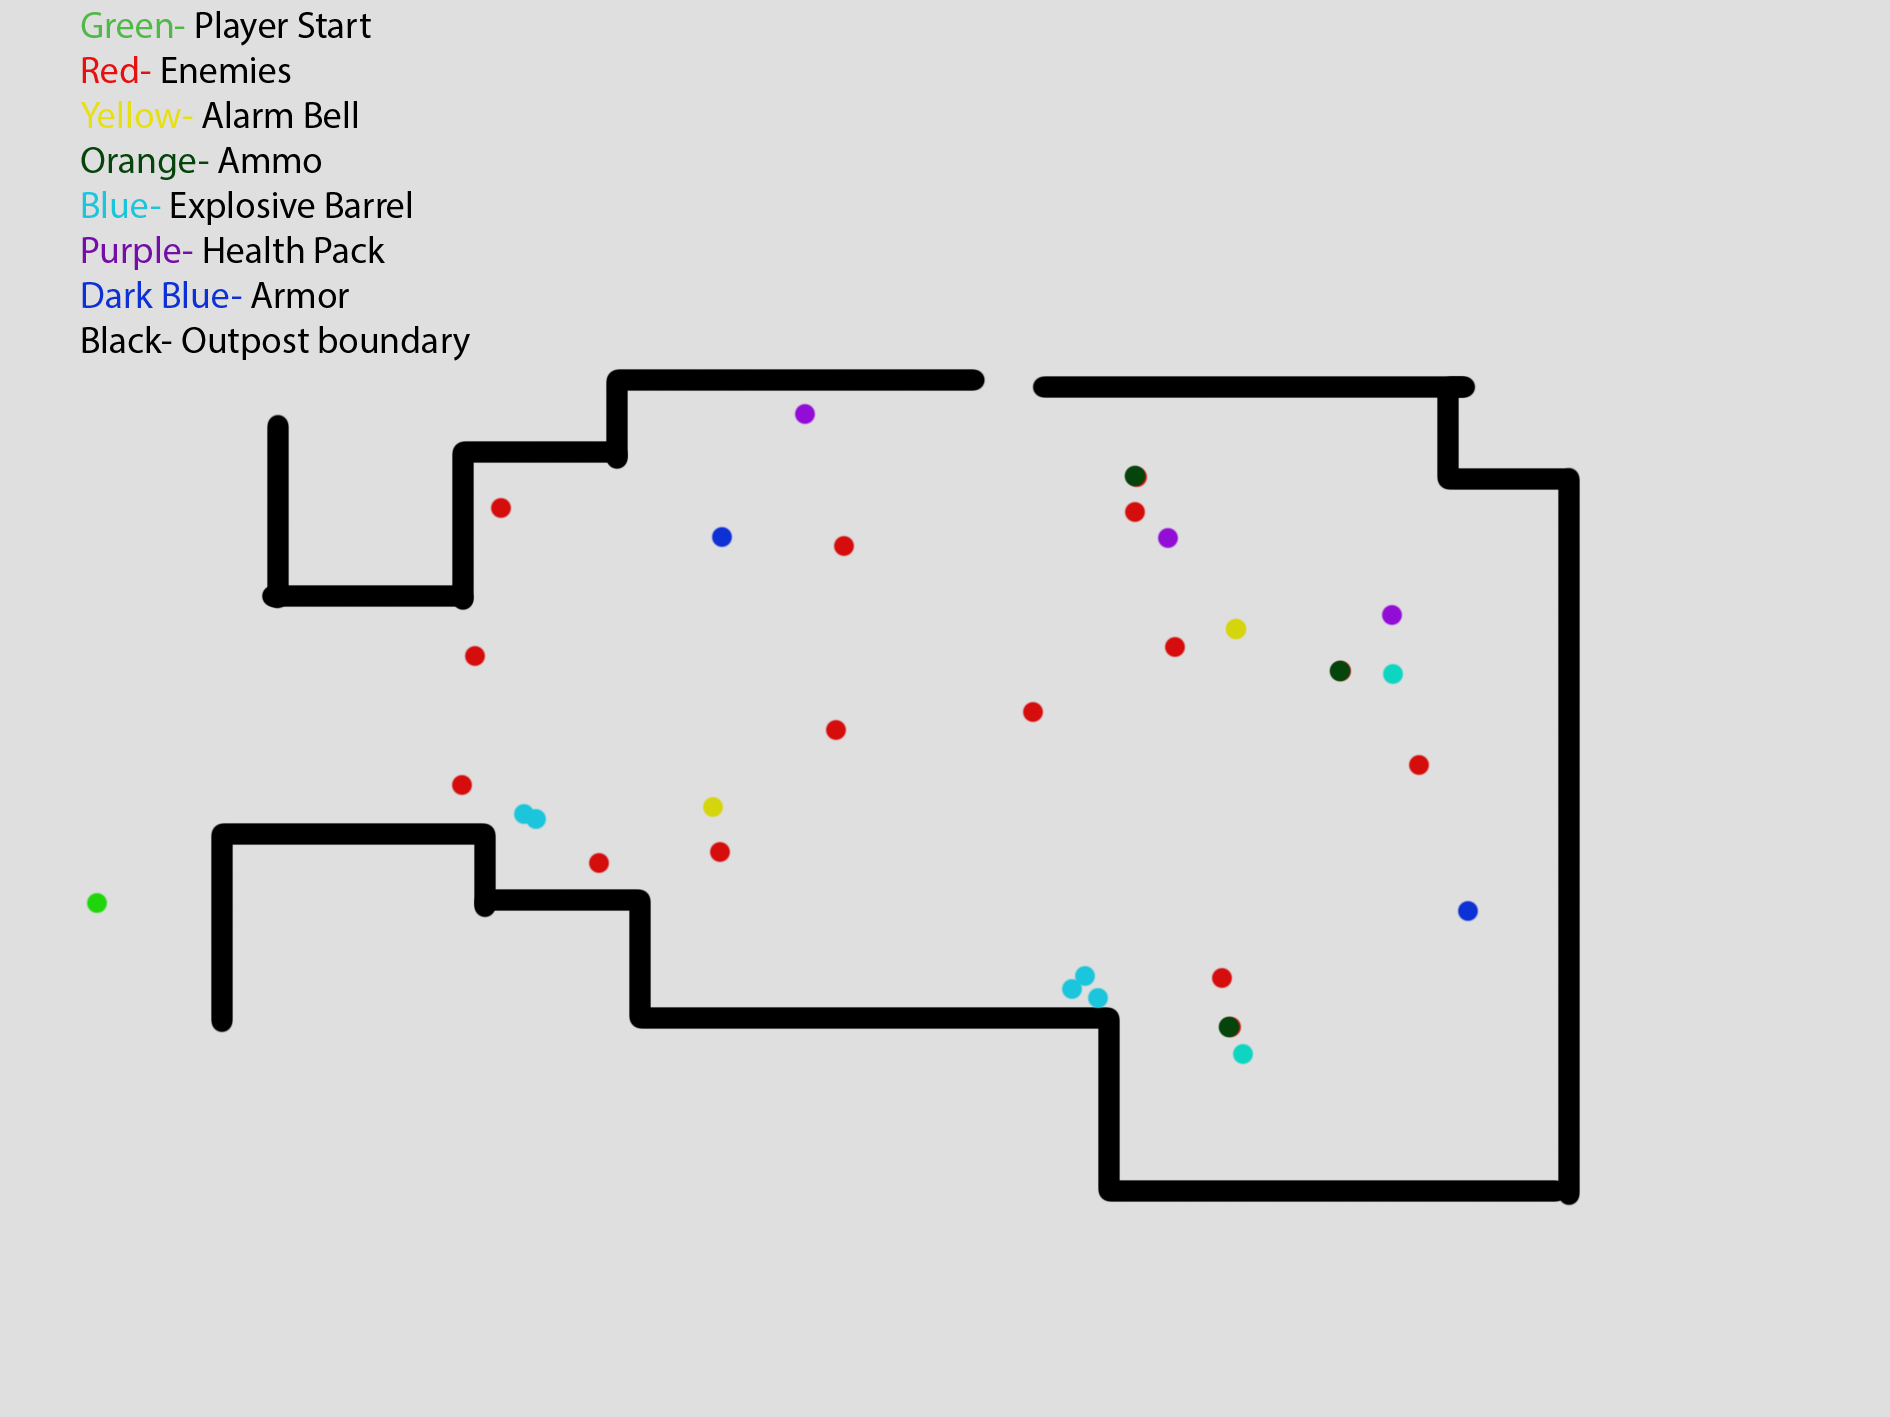 Green- Player Start
Red- Enemies
Yellow- Alarm Bell
Orange- Ammo
Blue- Explosive Barrel
Purple- Health Pack
Dark Blue- Armor
Black- Outpost boundary